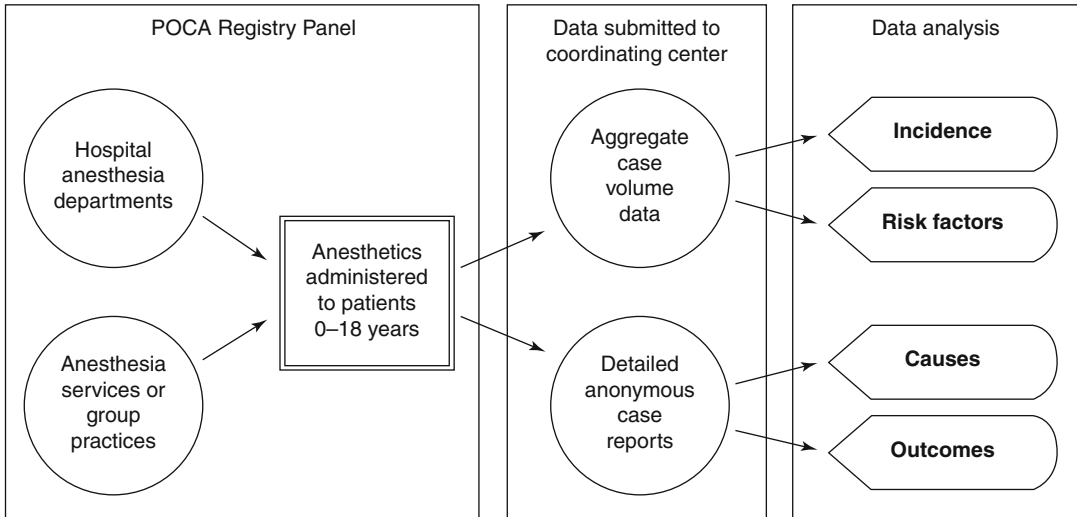 POCA Registry Panel
Hospital
anesthesia
departments
Anesthesia
services or
group
practices
Anesthetics
administered
to patients
0–18 years
Data submitted to
coordinating center
Aggregate
case
volume
data
Detailed
anonymous
case
reports
Data analysis
Incidence
Risk factors
Causes
Outcomes